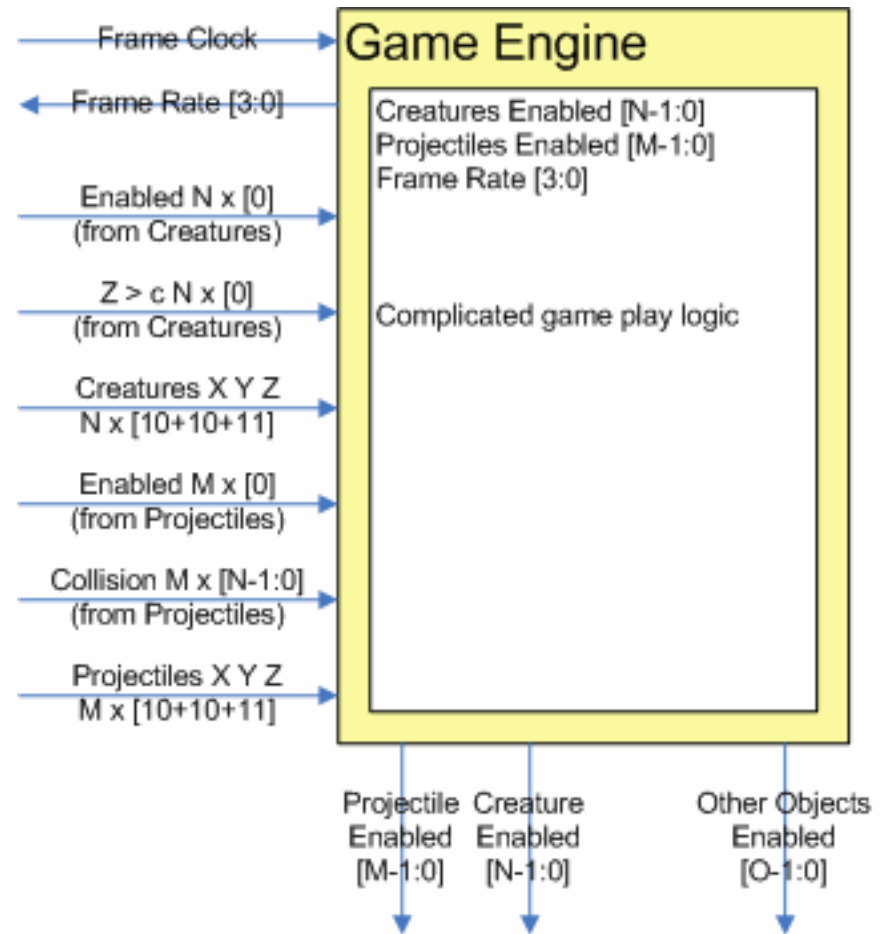 Frame Clock
Game Engine
Frame Rate [3:0]
Creatures Enabled [N-1:0]
Projectiles Enabled [M-1:0]
Frame Rate [3:0]
Enabled N x [0]
(from Creatures)
Z > c N x [0]
(from Creatures)
Complicated game play logic
Creatures X Y Z
N x [10+10+11]
Enabled M x [0]
(from Projectiles)
Collision M x [N-1:0]
(from Projectiles)
Projectiles X Y Z
M x [10+10+11]
Projectile
Enabled
[M-1:0]
Creature
Enabled
[N-1:0]
Other Objects
Enabled
[O-1:0]